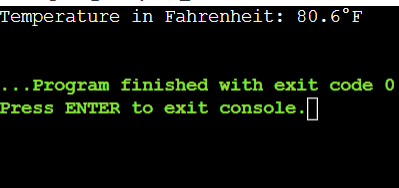 Temperature in Fahrenheit: 80.6°F
...Program finished with exit code 0
Press ENTER to exit console.